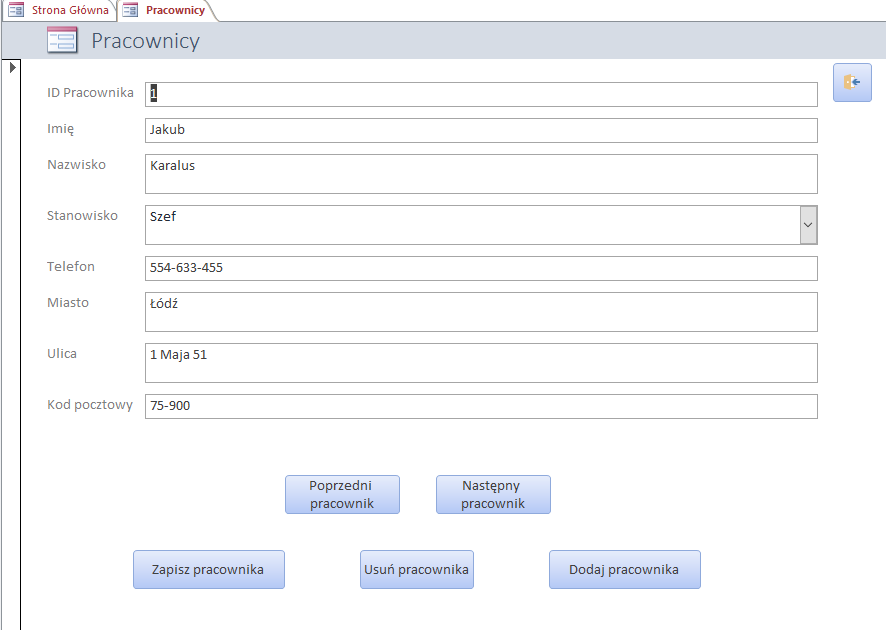 Strona Główna
Pracownicy
Pracownicy
ID Pracownika
1
Imię
Jakub
Nazwisko
Karalus
Stanowisko
Szef
Telefon
554-633-455
Miasto
Łódź
Ulica
1 Maja 51
Kod pocztowy
75-900
Poprzedni
pracownik
Następny
pracownik
Zapisz pracownika
Usuń pracownika
Dodaj pracownika